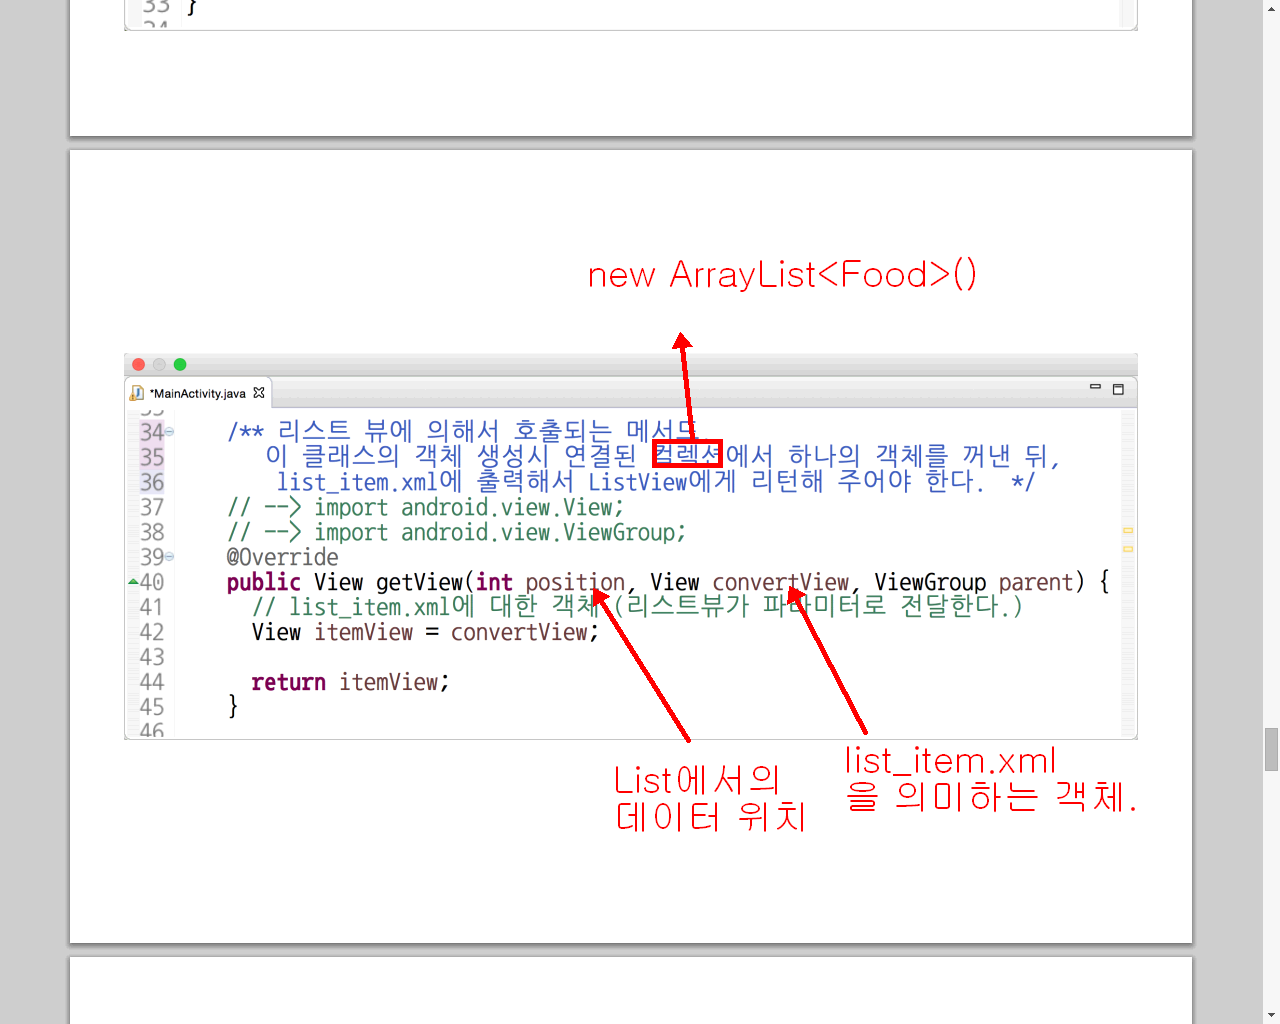 33 }
new ArrayList<Food>()
*MainActivity.java
34 /** 리스트 뷰에 의해서 호출되는 메서드.
35 이 클래스의 객체 생성시 연결된 컬렉션에서 하나의 객체를 꺼낸 뒤,
36 list_item.xml에 출력해서 ListView에게 리턴해 주어야 한다. */
37 // --> import android.view.View;
38 // --> import android.view.ViewGroup;
39 @Override
40 public View getView(int position, View convertView, ViewGroup parent) {
41 // list_item.xml에 대한 객체 (리스트뷰가 파라미터로 전달한다.)
42 View itemView = convertView;
43
44 return itemView;
45 }
46
List에서의
데이터 위치
list_item.xml
을 의미하는 객체.